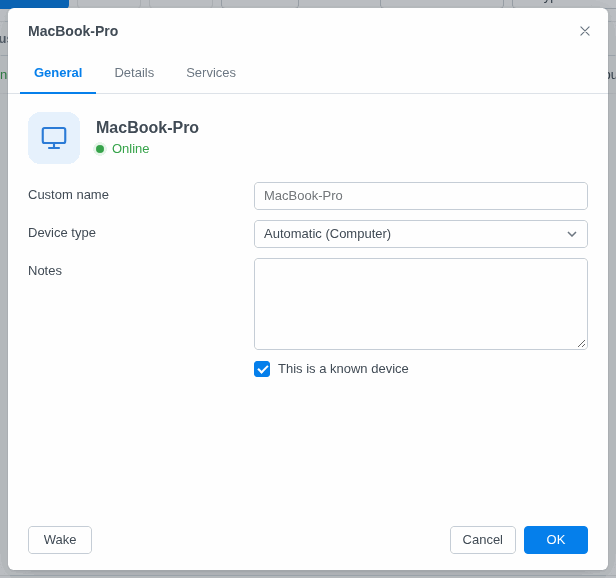 MacBook-Pro
General Details Services
MacBook-Pro
Online
Custom name MacBook-Pro
Device type Automatic (Computer)
Notes
This is a known device
Wake Cancel OK